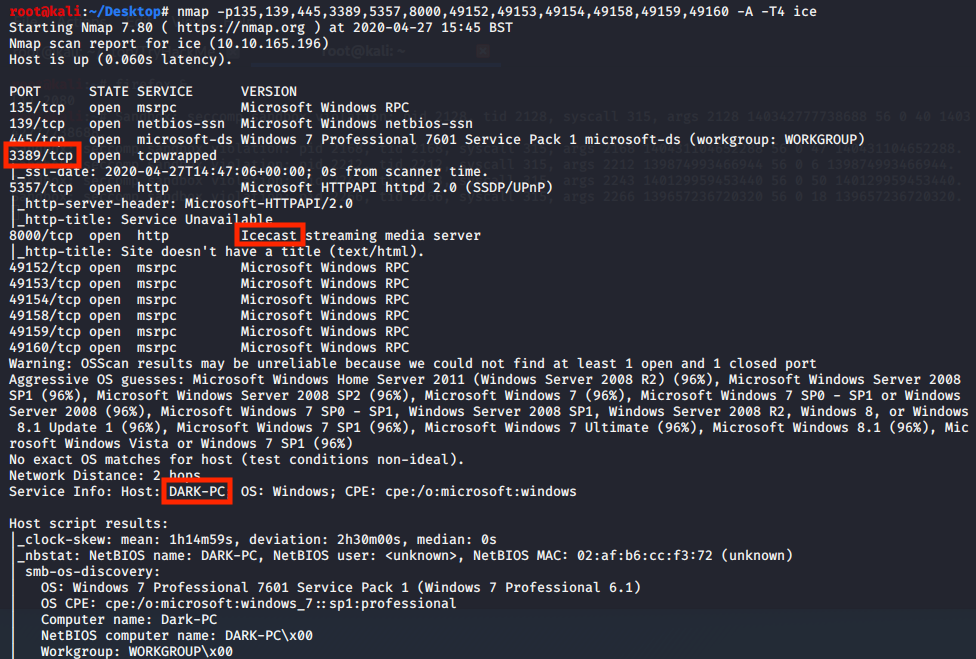 root@kali:~/Desktop# nmap -p135,139,445,3389,5357,8000,49152,49153,49154,49158,49159,49160 -A -T4 ice
Starting Nmap 7.80 ( https://nmap.org ) at 2020-04-27 15:45 BST
Nmap scan report for ice (10.10.165.196)
Host is up (0.060s latency).
PORT STATE SERVICE VERSION
135/tcp open msrpc Microsoft Windows RPC
139/tcp open netbios-ssn Microsoft Windows netbios-ssn
445/tcp open microsoft-ds Windows 7 Professional 7601 Service Pack 1 microsoft-ds (workgroup: WORKGROUP)
3389/tcp open tcpwrapped
|_ssl-date: 2020-04-27T14:47:06+00:00; 0s from scanner time.
5357/tcp open http Microsoft HTTPAPI httpd 2.0 (SSDP/UPnP)
|_http-server-header: Microsoft-HTTPAPI/2.0
|_http-title: Service Unavailable
8000/tcp open http Icecast streaming media server
|_http-title: Site doesn't have a title (text/html).
49152/tcp open msrpc Microsoft Windows RPC
49153/tcp open msrpc Microsoft Windows RPC
49154/tcp open msrpc Microsoft Windows RPC
49158/tcp open msrpc Microsoft Windows RPC
49159/tcp open msrpc Microsoft Windows RPC
49160/tcp open msrpc Microsoft Windows RPC
Warning: OSScan results may be unreliable because we could not find at least 1 open and 1 closed port
Aggressive OS guesses: Microsoft Windows Home Server 2011 (Windows Server 2008 R2) (96%), Microsoft Windows Server 2008
SP1 (96%), Microsoft Windows Server 2008 SP2 (96%), Microsoft Windows 7 (96%), Microsoft Windows 7 SP0 - SP1 or Windows
Server 2008 (96%), Microsoft Windows 7 SP0 - SP1, Windows Server 2008 SP1, Windows Server 2008 R2, Windows 8, or Windows
8.1 Update 1 (96%), Microsoft Windows 7 SP1 (96%), Microsoft Windows 7 Ultimate (96%), Microsoft Windows 8.1 (96%), Mic
rosoft Windows Vista or Windows 7 SP1 (96%)
No exact OS matches for host (test conditions non-ideal).
Network Distance: 2 hops
Service Info: Host: DARK-PC OS: Windows; CPE: cpe:/o:microsoft:windows
Host script results:
|_clock-skew: mean: 1h14m59s, deviation: 2h30m00s, median: 0s
|_nbstat: NetBIOS name: DARK-PC, NetBIOS user: <unknown>, NetBIOS MAC: 02:af:b6:cc:f3:72 (unknown)
| smb-os-discovery:
| OS: Windows 7 Professional 7601 Service Pack 1 (Windows 7 Professional 6.1)
| OS CPE: cpe:/o:microsoft:windows_7::sp1:professional
| Computer name: Dark-PC
| NetBIOS computer name: DARK-PC\x00
| Workgroup: WORKGROUP\x00